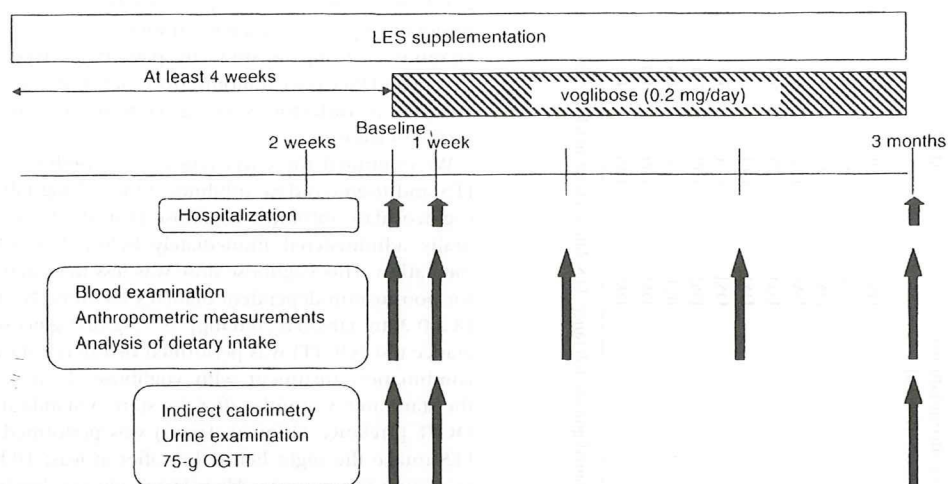 LES supplementation
At least 4 weeks
voglibose (0.2 mg/day)
Baseline
2 weeks
1 week
3 months
Hospitalization
Blood examination
Anthropometric measurements
Analysis of dietary intake
Indirect calorimetry
Urine examination
75-g OGTT